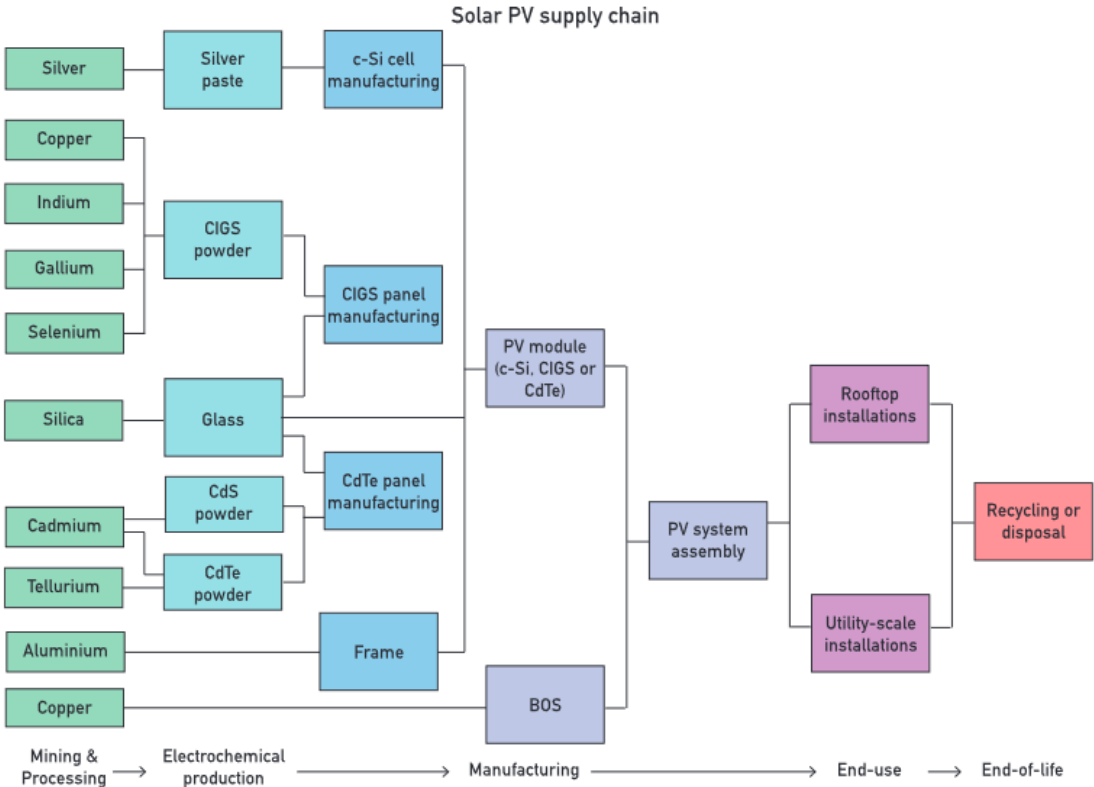 Solar PV supply chain
Silver
Silver
paste
c-Si cell
manufacturing
Copper
Indium
Gallium
Selenium
CIGS
powder
CIGS panel
manufacturing
Silica
Glass
Cadmium
CdS
powder
Tellurium
CdTe
powder
CdTe panel
manufacturing
Aluminium
Frame
Copper
BOS
PV module
(c-Si, CIGS or
CdTe)
PV system
assembly
Rooftop
installations
Utility-scale
installations
Recycling or
disposal
Mining &
Processing
Electrochemical
production
Manufacturing
End-use
End-of-life